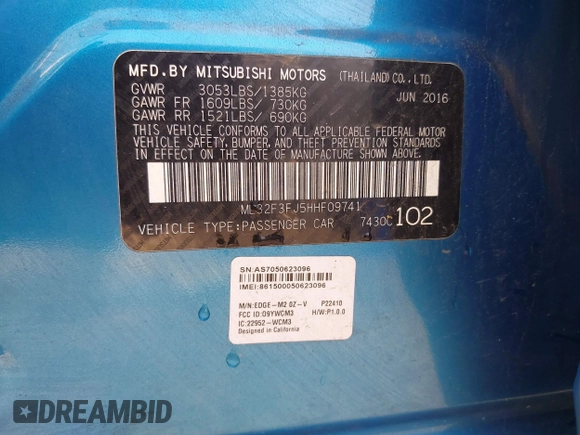 MFD.BY MITSUBISHI MOTORS (THAILAND) CO.,LTD.
GVWR 3053LBS/1385KG JUN 2016
GAWR FR 1609LBS/ 730KG
GAWR RR 1521LBS/ 690KG
THIS VEHICLE CONFORMS TO ALL APPLICABLE FEDERAL MOTOR
VEHICLE SAFETY, BUMPER, AND THEFT PREVENTION STANDARDS
IN EFFECT ON THE DATE OF MANUFACTURE SHOWN ABOVE.
ML32F3FJ5HHF09741
VEHICLE TYPE:PASSENGER CAR 7430C 102
SN:AS7050623096
IMEI:861500050623096
M/N:EDGE-M2 0Z-V P22410
FCC ID:O9YWCM3 H/W:P1.0.0
IC:22952-WCM3
Designed in California
DREAMBID